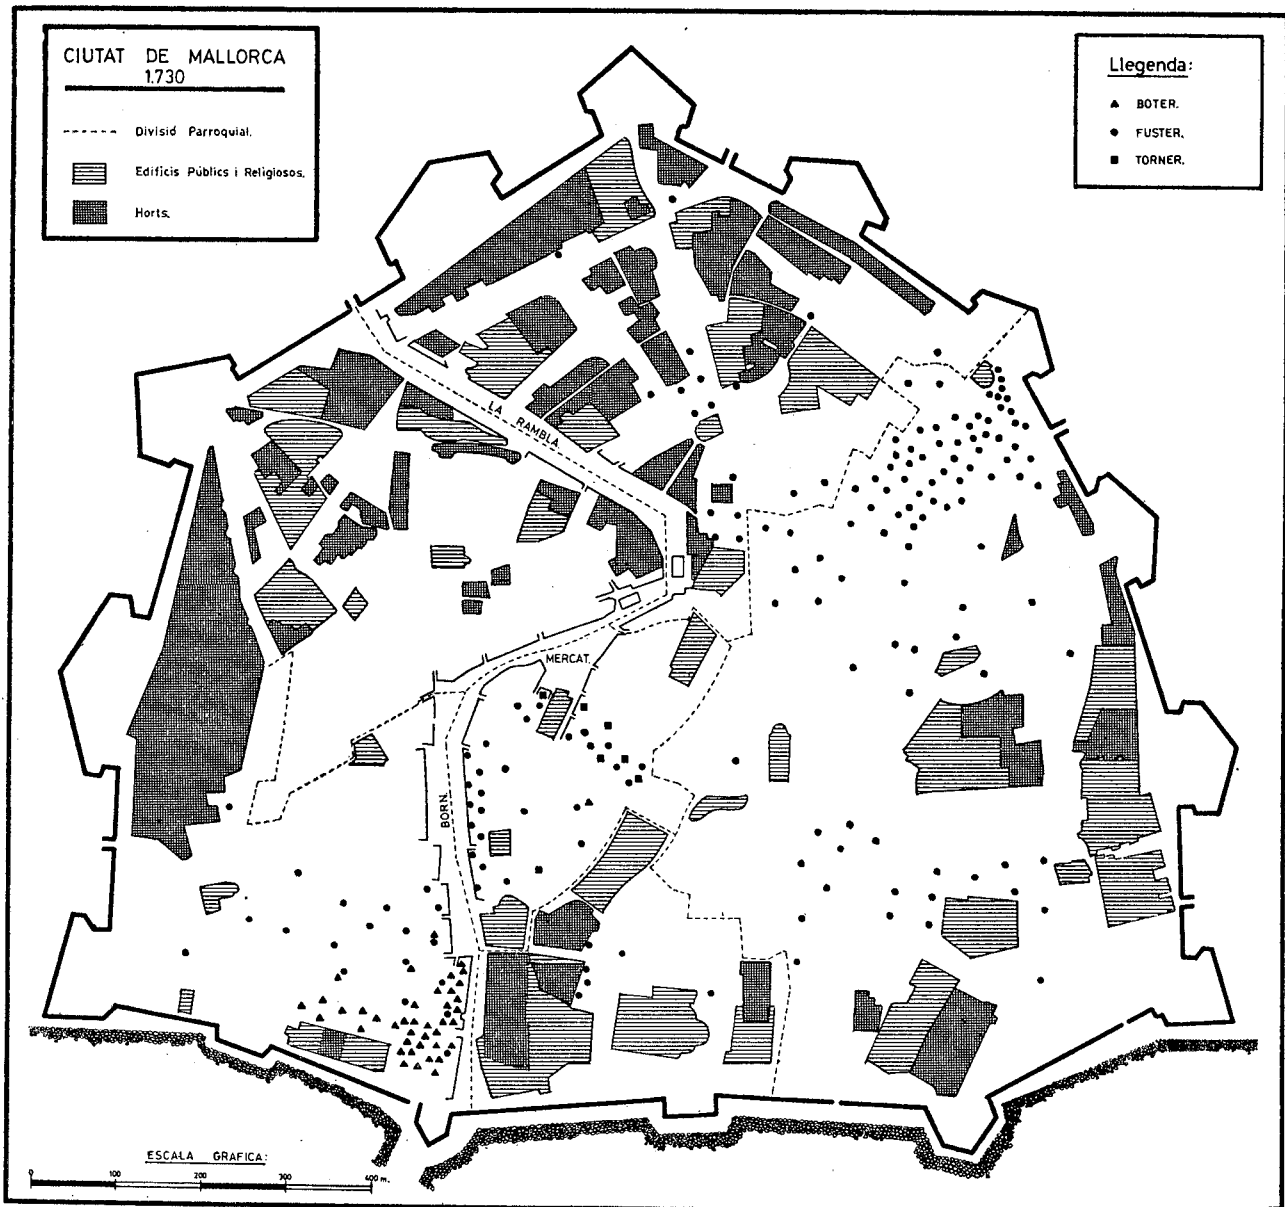 CIUTAT DE MALLORCA
1.730
Divisió Parroquial.
Edificis Públics i Religiosos.
Horts.
Llegenda:
BOTER.
FUSTER.
TORNER.
LA RAMBLA.
MERCAT.
BORN.
ESCALA GRAFICA:
0 100 200 300 400 m.